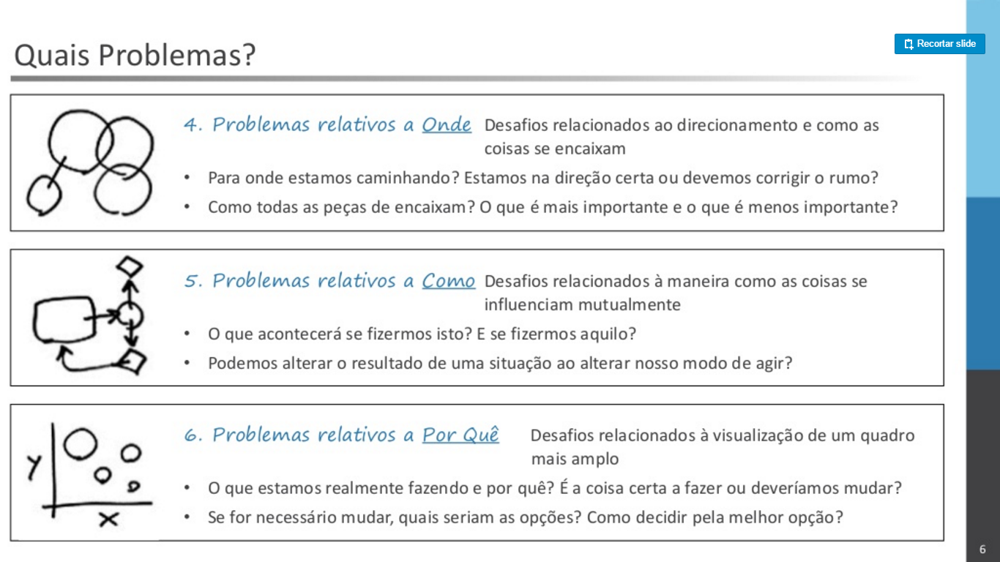 Quais Problemas?
Recortar slide
4. Problemas relativos a Onde Desafios relacionados ao direcionamento e como as
coisas se encaixam
• Para onde estamos caminhando? Estamos na direção certa ou devemos corrigir o rumo?
• Como todas as peças de encaixam? O que é mais importante e o que é menos importante?
5. Problemas relativos a Como Desafios relacionados à maneira como as coisas se
influenciam mutualmente
• O que acontecerá se fizermos isto? E se fizermos aquilo?
• Podemos alterar o resultado de uma situação ao alterar nosso modo de agir?
6. Problemas relativos a Por Quê Desafios relacionados à visualização de um quadro
mais amplo
y
x
• O que estamos realmente fazendo e por quê? É a coisa certa a fazer ou deveríamos mudar?
• Se for necessário mudar, quais seriam as opções? Como decidir pela melhor opção?
6